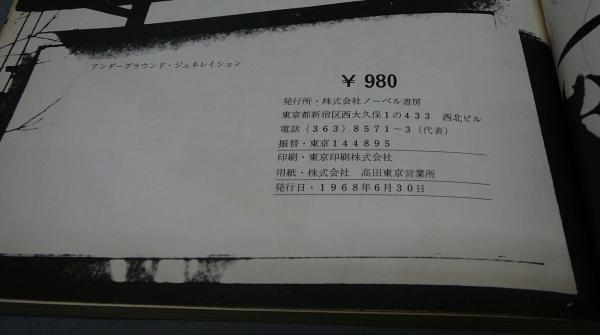 アンダーグラウンド・ジェネレイション
¥ 980
発行所・株式会社ノーベル書房
東京都新宿区西大久保1の433 西北ビル
電話(363)8571~3(代表)
振替・東京144895
印刷・東京印刷株式会社
用紙・株式会社 高田東京営業所
発行日・1968年6月30日